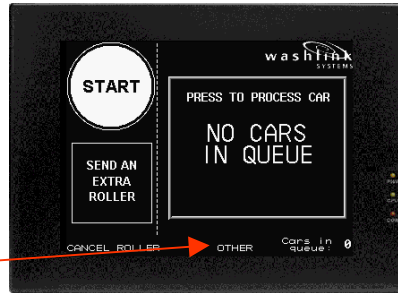 START
SEND AN
EXTRA
ROLLER
CANCEL ROLLER
washlink
SYSTEMS
PRESS TO PROCESS CAR
NO CARS
IN QUEUE
OTHER
Cars in
queue: 0